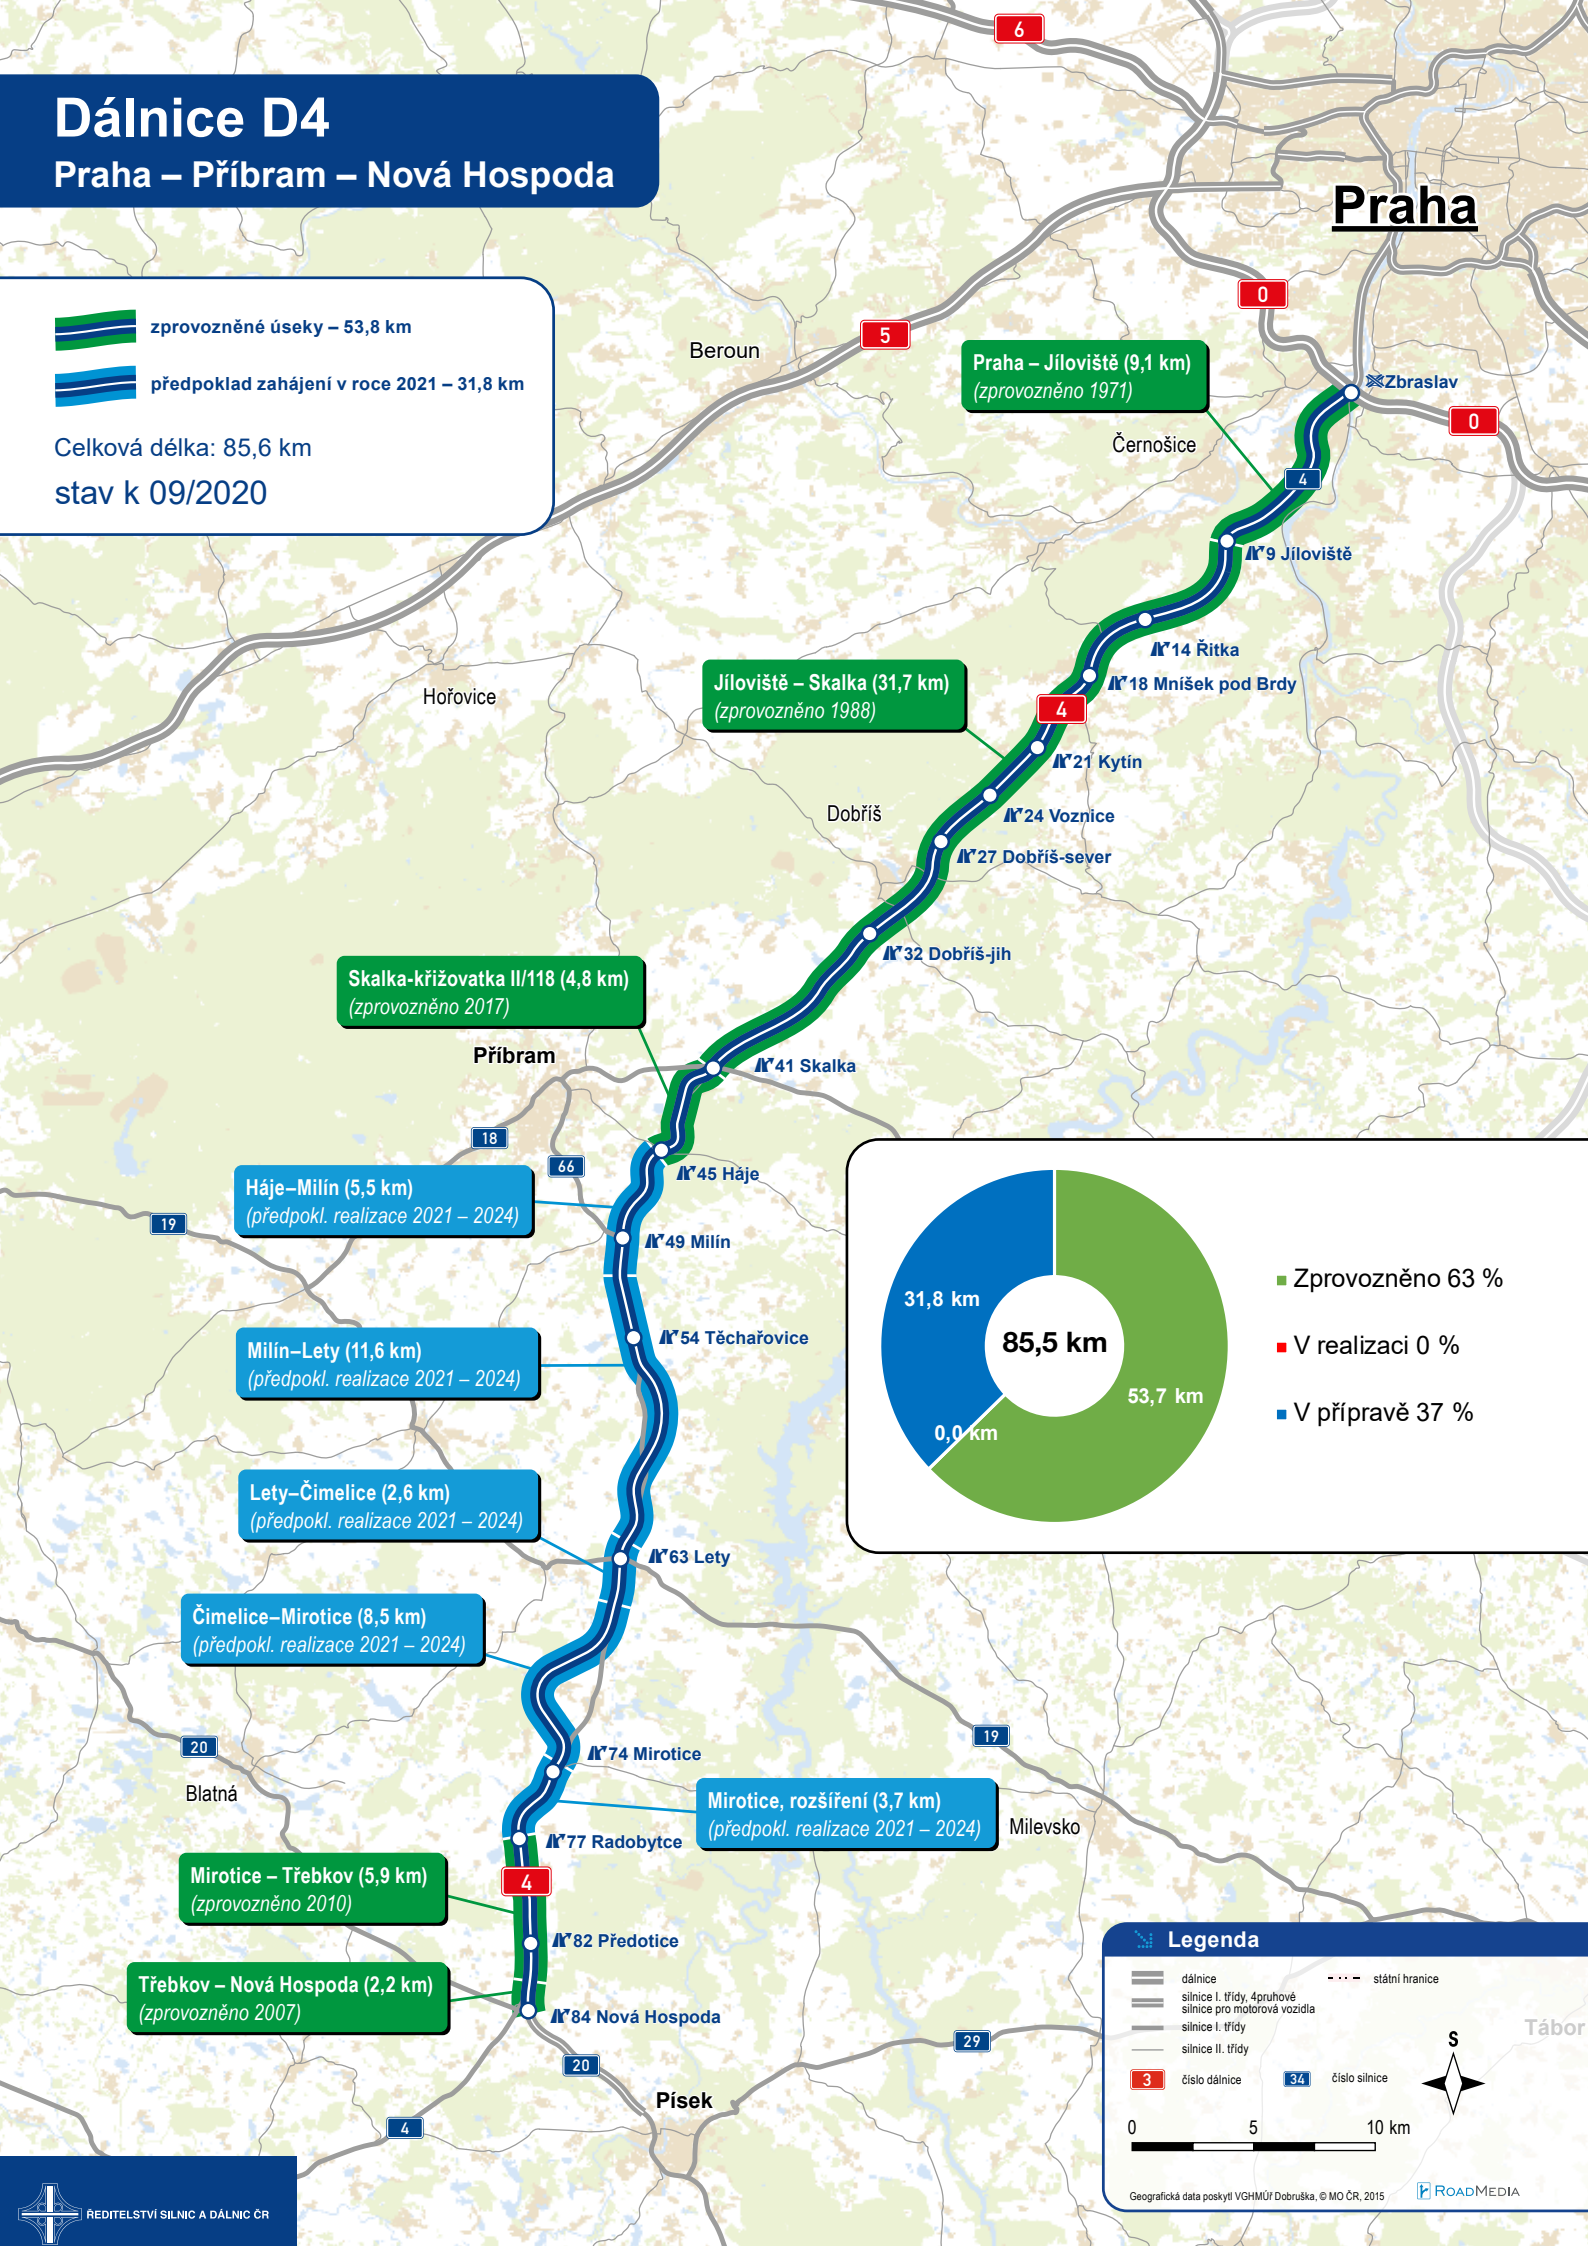 Dálnice D4
Praha – Příbram – Nová Hospoda
zprovozněné úseky – 53,8 km
předpoklad zahájení v roce 2021 – 31,8 km
Celková délka: 85,6 km
stav k 09/2020
6
Praha
0
5
Beroun
Praha – Jíloviště (9,1 km)
(zprovozněno 1971)
Zbraslav
0
Černošice
4
9 Jíloviště
14 Řitka
Jíloviště – Skalka (31,7 km)
(zprovozněno 1988)
18 Mníšek pod Brdy
Hořovice
4
21 Kytín
Dobříš
24 Voznice
27 Dobříš-sever
32 Dobříš-jih
Skalka-křižovatka II/118 (4,8 km)
(zprovozněno 2017)
Příbram
41 Skalka
18
66
45 Háje
Háje–Milín (5,5 km)
(předpokl. realizace 2021 – 2024)
19
49 Milín
Milín–Lety (11,6 km)
(předpokl. realizace 2021 – 2024)
54 Těchařovice
31,8 km
85,5 km
53,7 km
0,0 km
Zprovozněno 63 %
V realizaci 0 %
V přípravě 37 %
Lety–Čimelice (2,6 km)
(předpokl. realizace 2021 – 2024)
63 Lety
Čimelice–Mirotice (8,5 km)
(předpokl. realizace 2021 – 2024)
20
19
74 Mirotice
Blatná
Mirotice, rozšíření (3,7 km)
(předpokl. realizace 2021 – 2024)
Milevsko
77 Radobytce
Mirotice – Třebkov (5,9 km)
(zprovozněno 2010)
4
82 Předotice
Třebkov – Nová Hospoda (2,2 km)
(zprovozněno 2007)
84 Nová Hospoda
20
29
Písek
4
Legenda
dálnice
státní hranice
silnice I. třídy, 4pruhové
silnice pro motorová vozidla
silnice I. třídy
silnice II. třídy
3 číslo dálnice
34 číslo silnice
S
Tábor
0 5 10 km
Geografická data poskytl VGHMÚř Dobruška, © MO ČR, 2015
ROADMEDIA
ŘEDITELSTVÍ SILNIC A DÁLNIC ČR